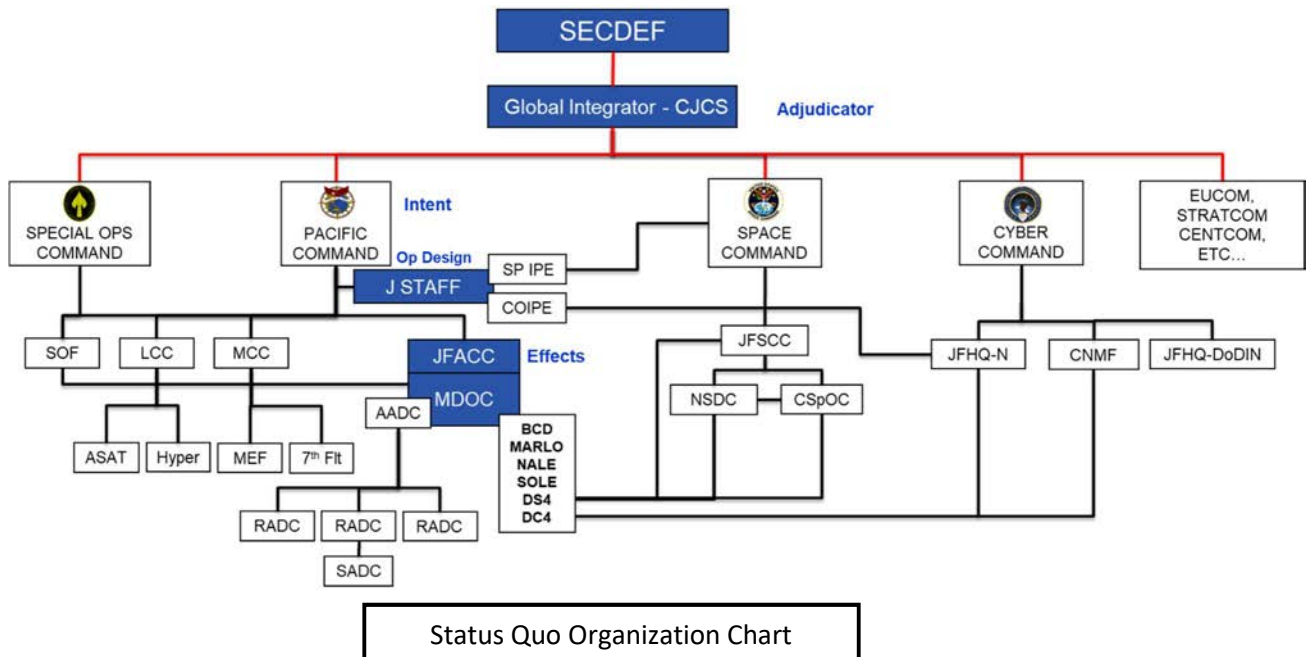 SECDEF
Global Integrator - CJCS
Adjudicator
SPECIAL OPS
COMMAND
PACIFIC
COMMAND
Intent
SPACE
COMMAND
CYBER
COMMAND
EUCOM,
STRATCOM
CENTCOM,
ETC...
Op Design
J STAFF
SP IPE
COIPE
SOF
LCC
MCC
JFACC
Effects
MDOC
AADC
JFSCC
JFHQ-N
CNMF
JFHQ-DoDIN
NSDC
CSpOC
ASAT
Hyper
MEF
7th Flt
BCD
MARLO
NALE
SOLE
DS4
DC4
RADC
RADC
RADC
SADC
Status Quo Organization Chart